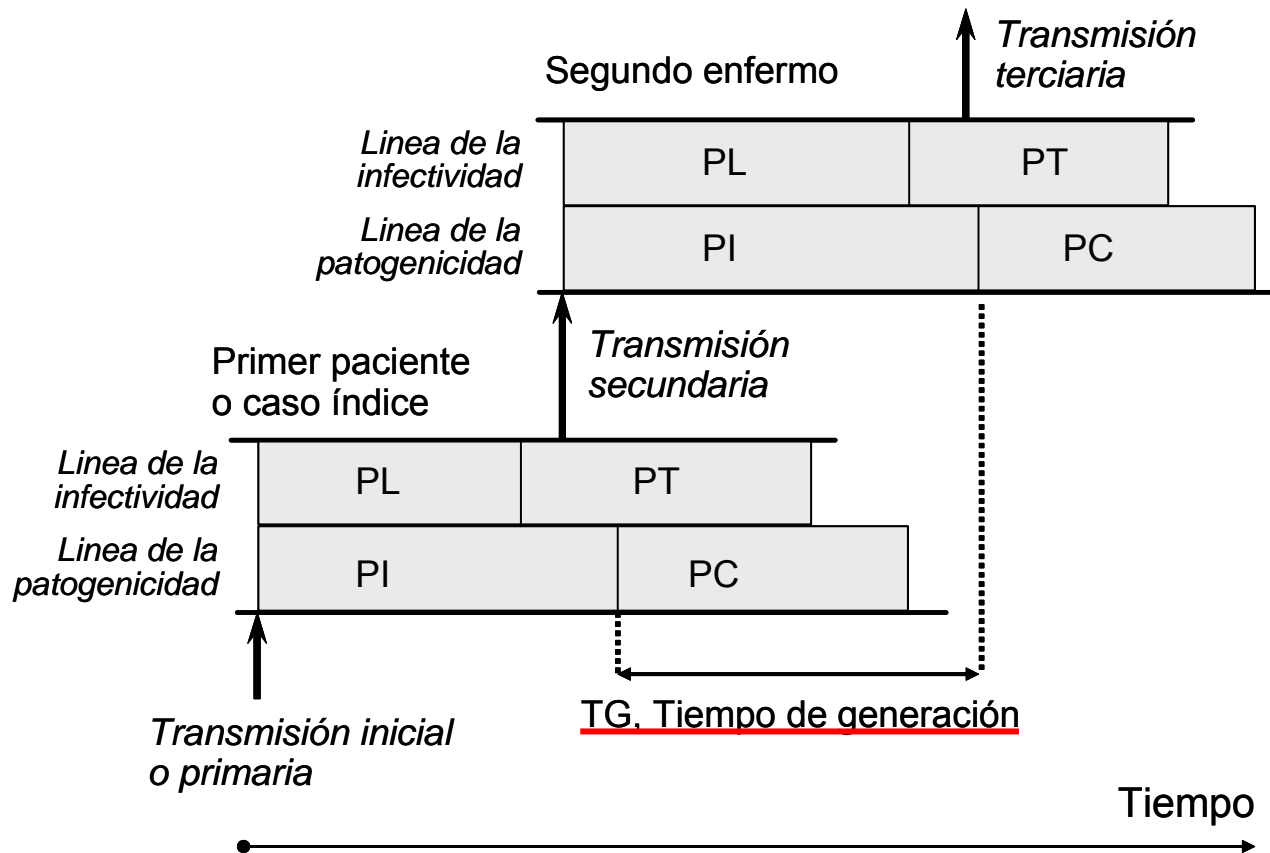 Transmisión
terciaria
Segundo enfermo
Linea de la
infectividad
PL
PT
Linea de la
patogenicidad
PI
PC
Transmisión
secundaria
Primer paciente
o caso índice
Linea de la
infectividad
PL
PT
Linea de la
patogenicidad
PI
PC
TG, Tiempo de generación
Transmisión inicial
o primaria
Tiempo